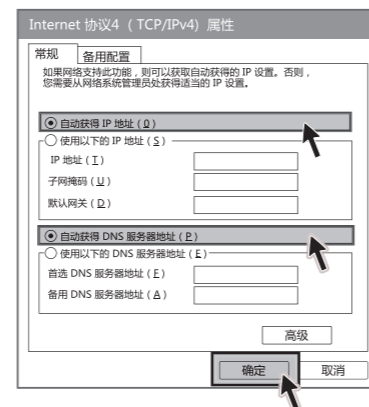 Internet 协议4 （ TCP/IPv4）属性
常规 备用配置
如果网络支持此功能，则可以获取自动获得的 IP 设置。否则，
您需要从网络系统管理员处获得适当的 IP 设置。
自动获得 IP 地址（ O ）
使用以下的 IP 地址（ S ）
IP 地址（ I ）
子网掩码（ U ）
默认网关（ D ）
自动获得 DNS 服务器地址（ P ）
使用以下的 DNS 服务器地址（ E ）
首选 DNS 服务器地址（ F ）
备用 DNS 服务器地址（ A ）
高级
确定 取消